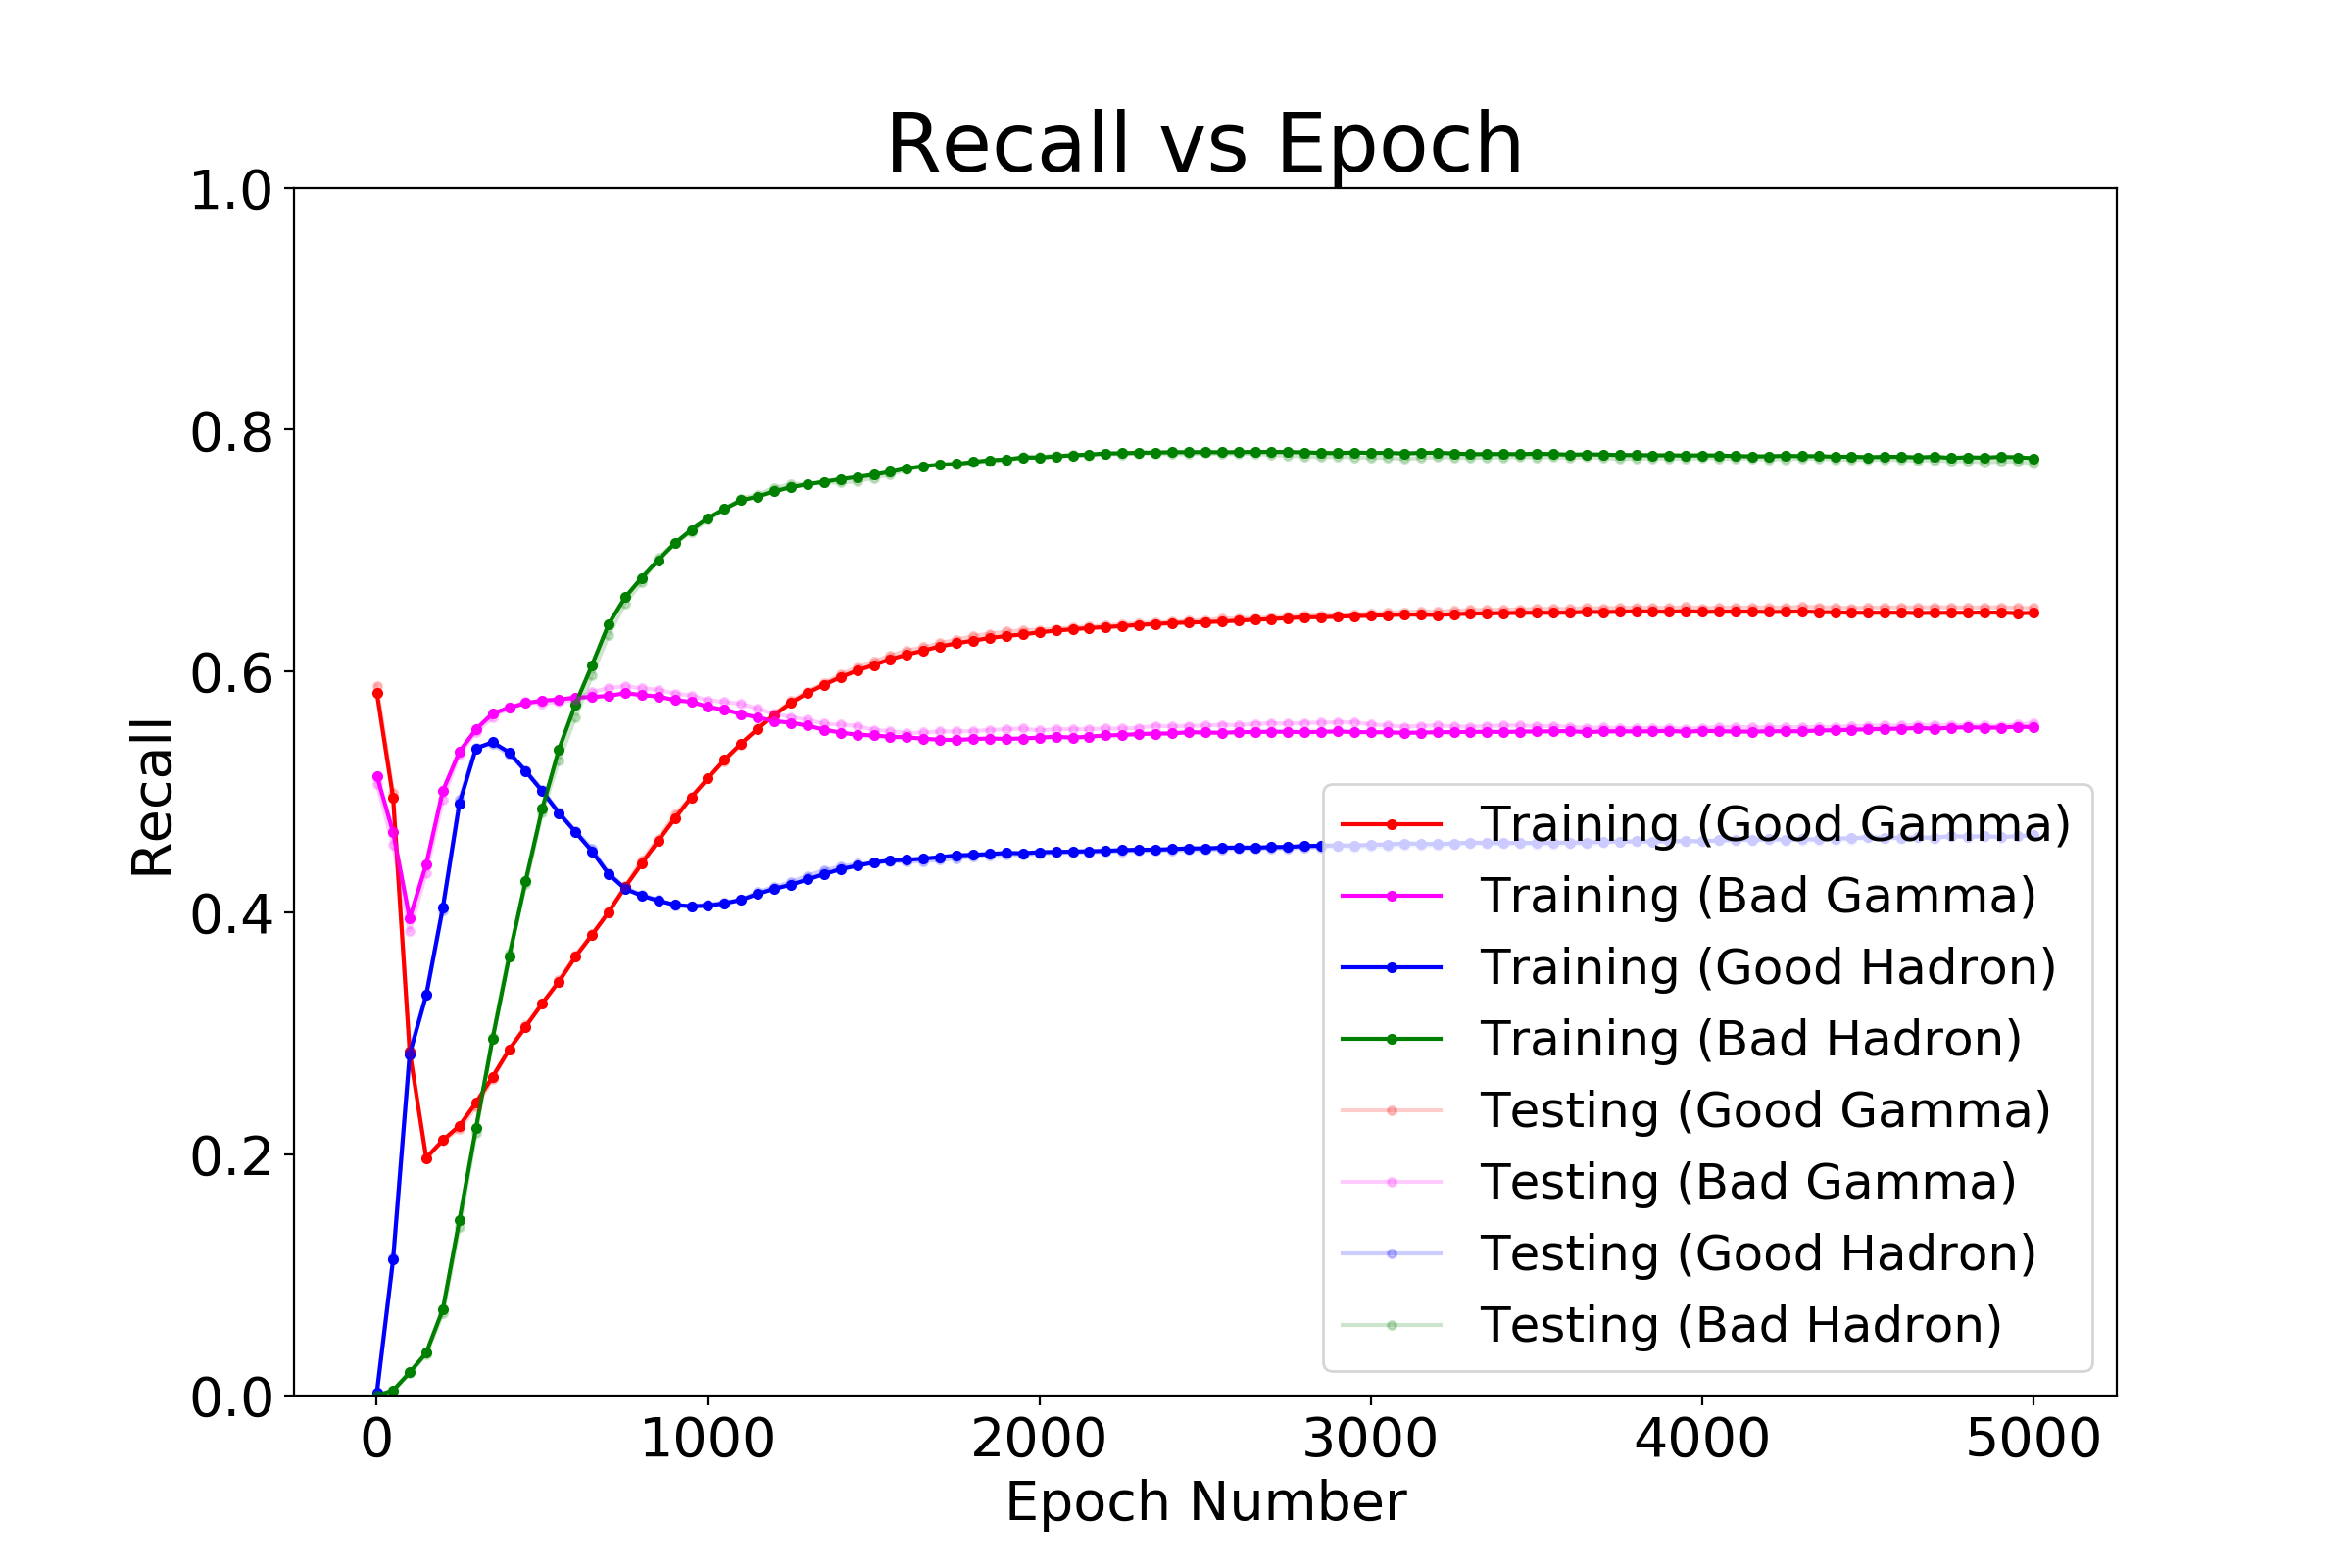 Recall vs Epoch
1.0
0.8
0.6
0.4
0.2
0.0
Recall
Training (Good Gamma)
Training (Bad Gamma)
Training (Good Hadron)
Training (Bad Hadron)
Testing (Good Gamma)
Testing (Bad Gamma)
Testing (Good Hadron)
Testing (Bad Hadron)
0 1000 2000 3000 4000 5000
Epoch Number